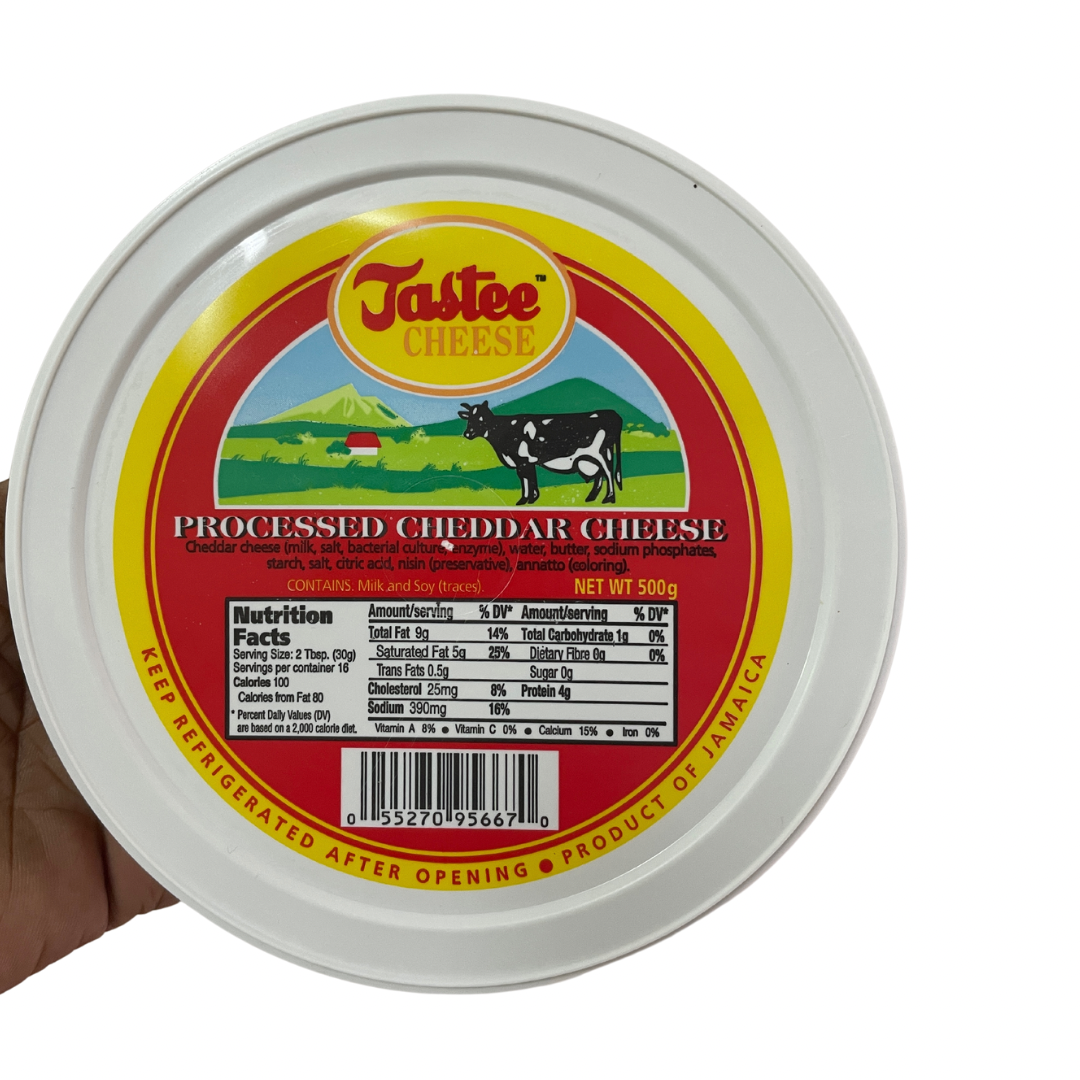 Tastee™
CHEESE
PROCESSED CHEDDAR CHEESE
Cheddar cheese (milk, salt, bacterial culture, enzyme), water, butter, sodium phosphates,
starch, salt, citric acid, nisin (preservative), annatto (coloring).
CONTAINS. Milk and Soy (traces).
NET WT 500g
Nutrition
Facts
Serving Size: 2 Tbsp. (30g)
Servings per container 16
Calories 100
Calories from Fat 80
* Percent Daily Values (DV)
are based on a 2,000 calorie diet.
Amount/serving % DV* Amount/serving % DV*
Total Fat 9g 14% Total Carbohydrate 1g 0%
Saturated Fat 5g 25% Dietary Fibre 0g 0%
Trans Fats 0.5g Sugar 0g
Cholesterol 25mg 8% Protein 4g
Sodium 390mg 16%
Vitamin A 8% ● Vitamin C 0% ● Calcium 15% ● Iron 0%
0 55270 95667 0
KEEP REFRIGERATED AFTER OPENING ● PRODUCT OF JAMAICA